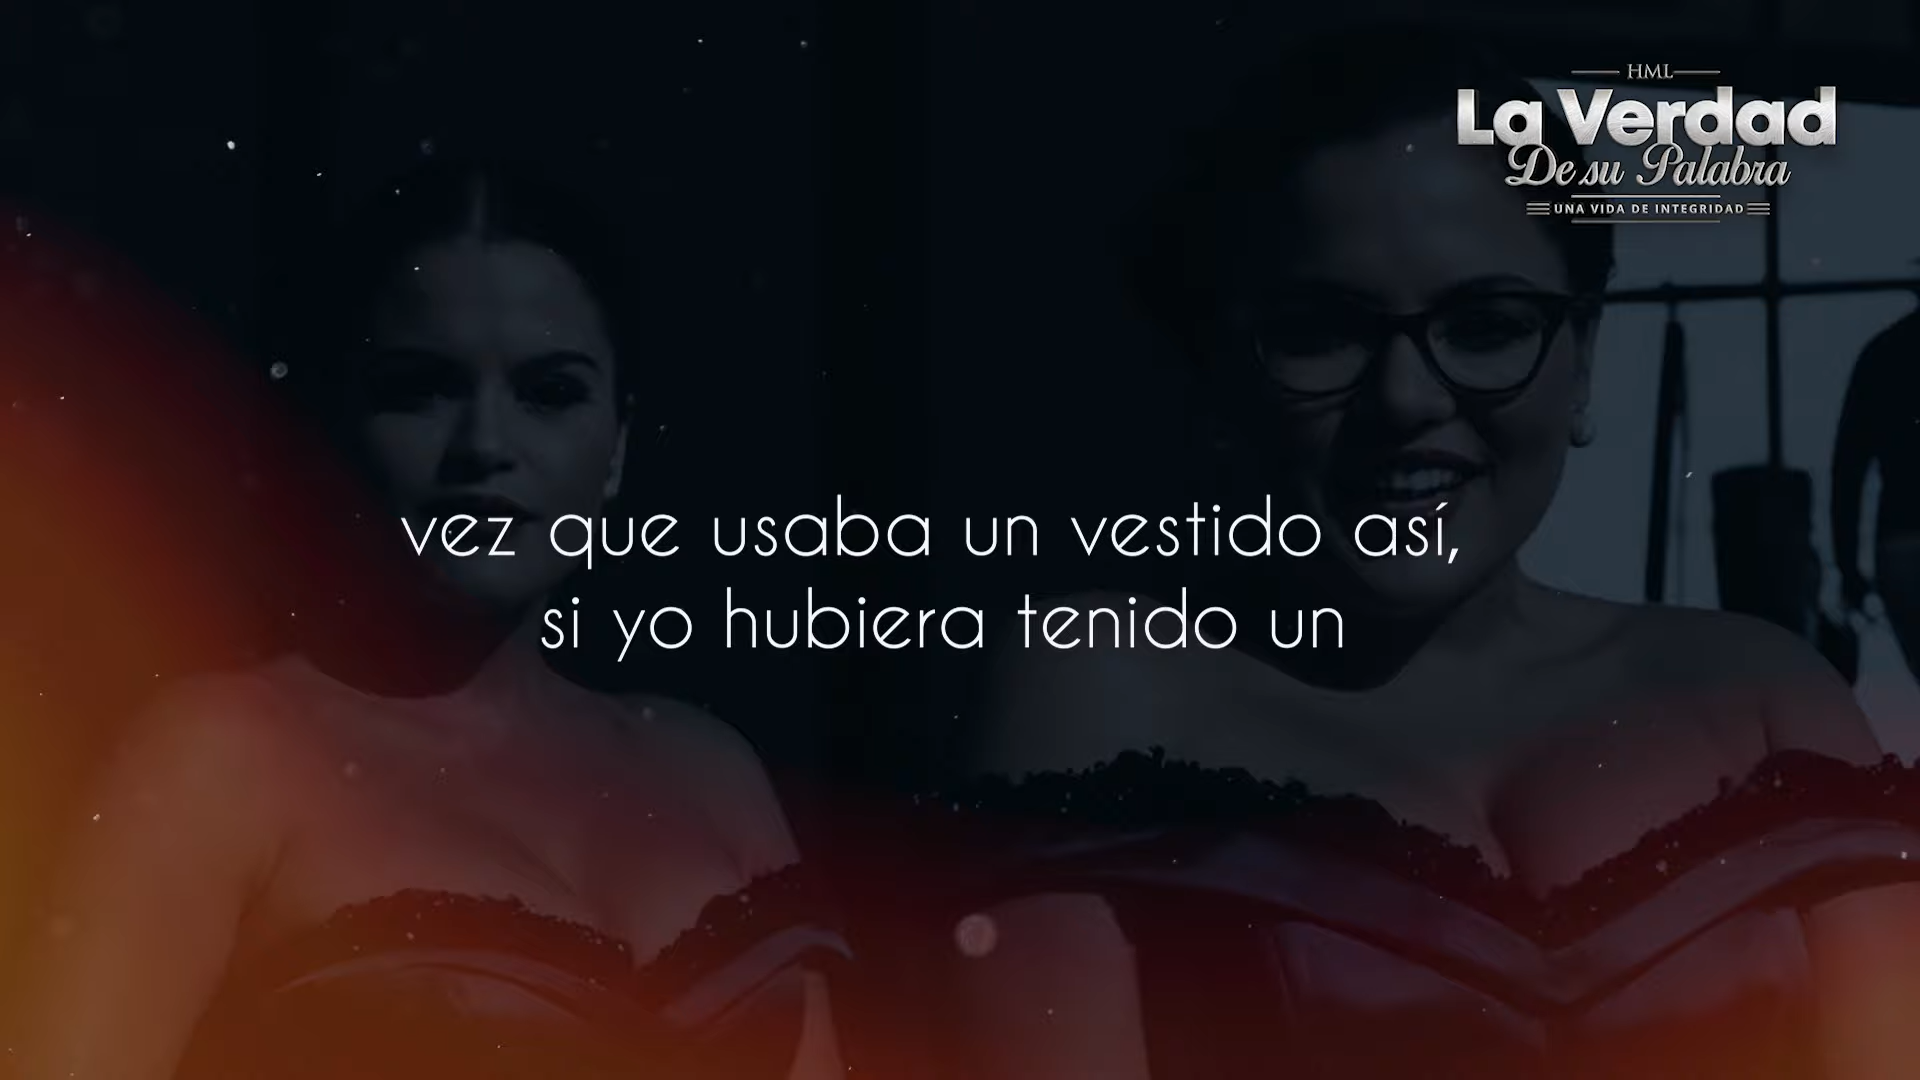 HML
La Verdad
De su Palabra
UNA VIDA DE INTEGRIDAD
vez que usaba un vestido así,
si yo hubiera tenido un